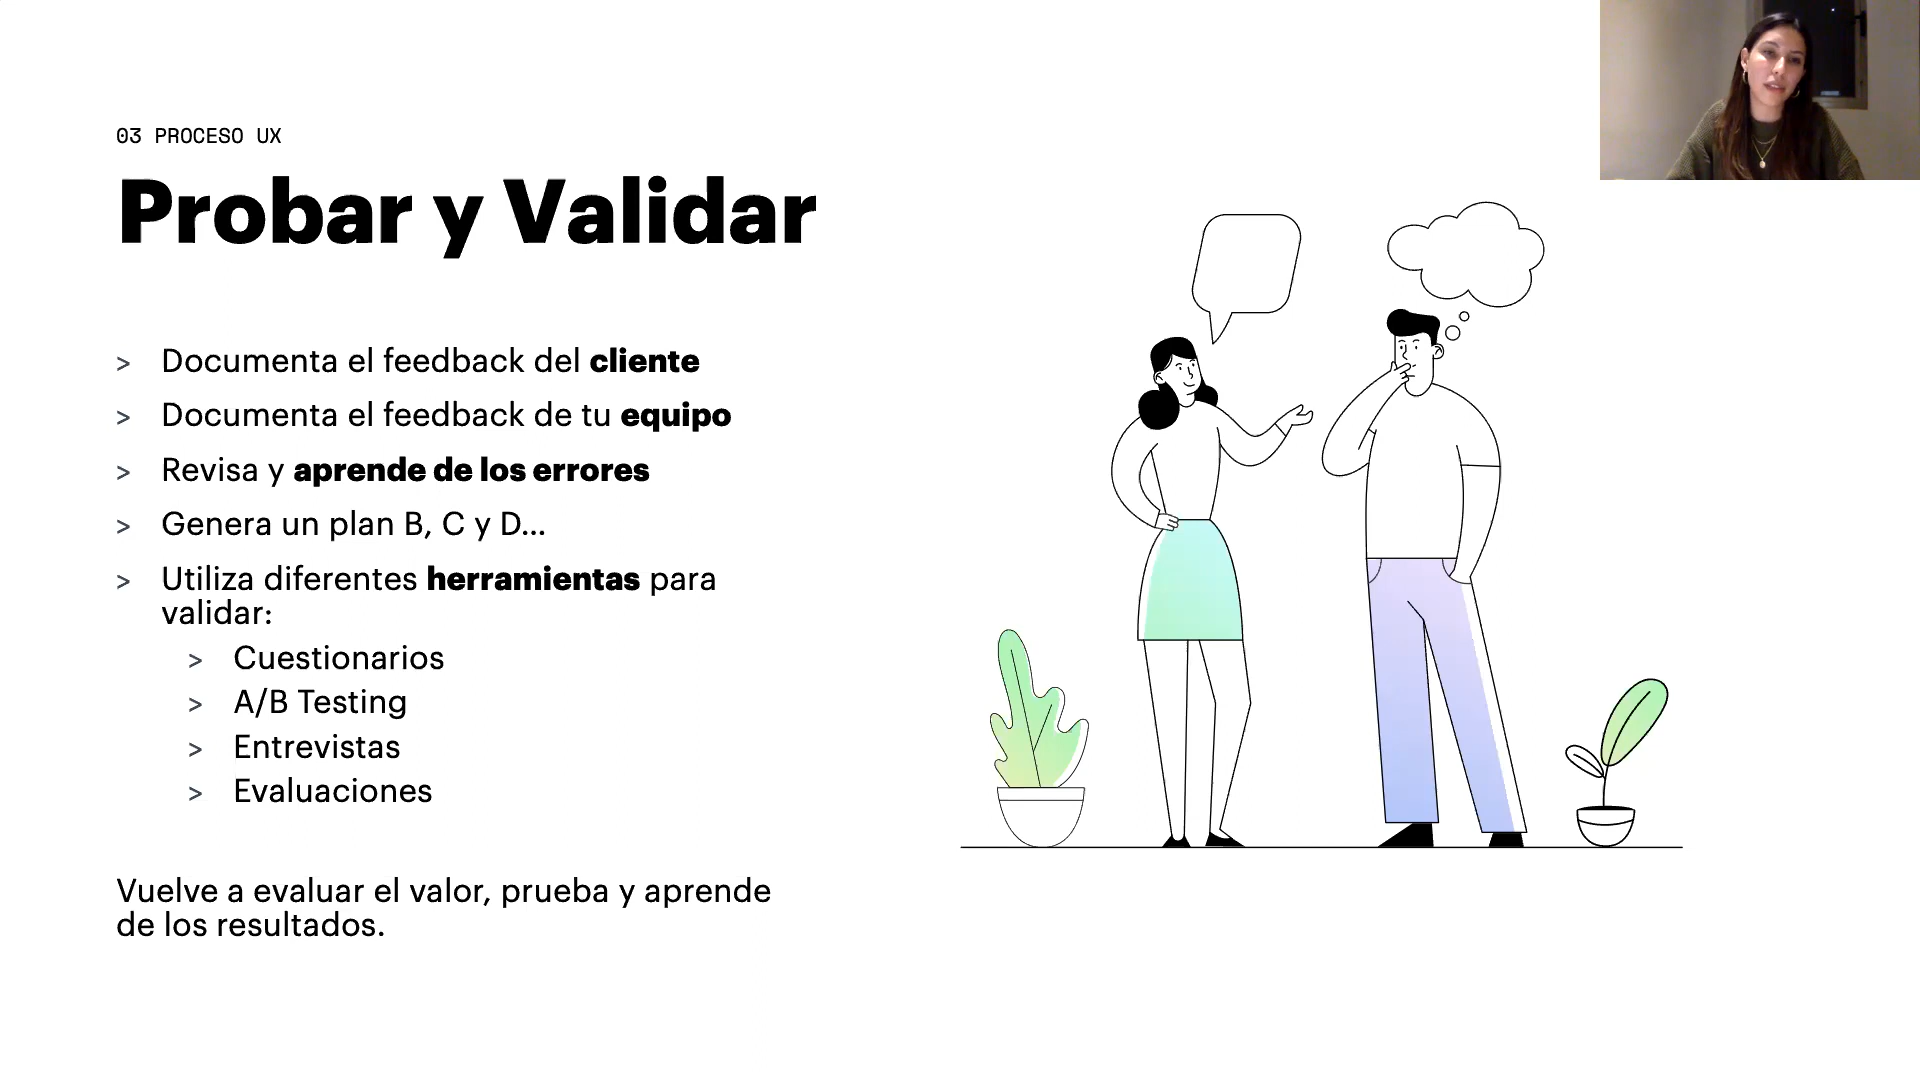 03 PROCESO UX
Probar y Validar
> Documenta el feedback del cliente
> Documenta el feedback de tu equipo
> Revisa y aprende de los errores
> Genera un plan B, C y D...
> Utiliza diferentes herramientas para
validar:
> Cuestionarios
> A/B Testing
> Entrevistas
> Evaluaciones
Vuelve a evaluar el valor, prueba y aprende
de los resultados.